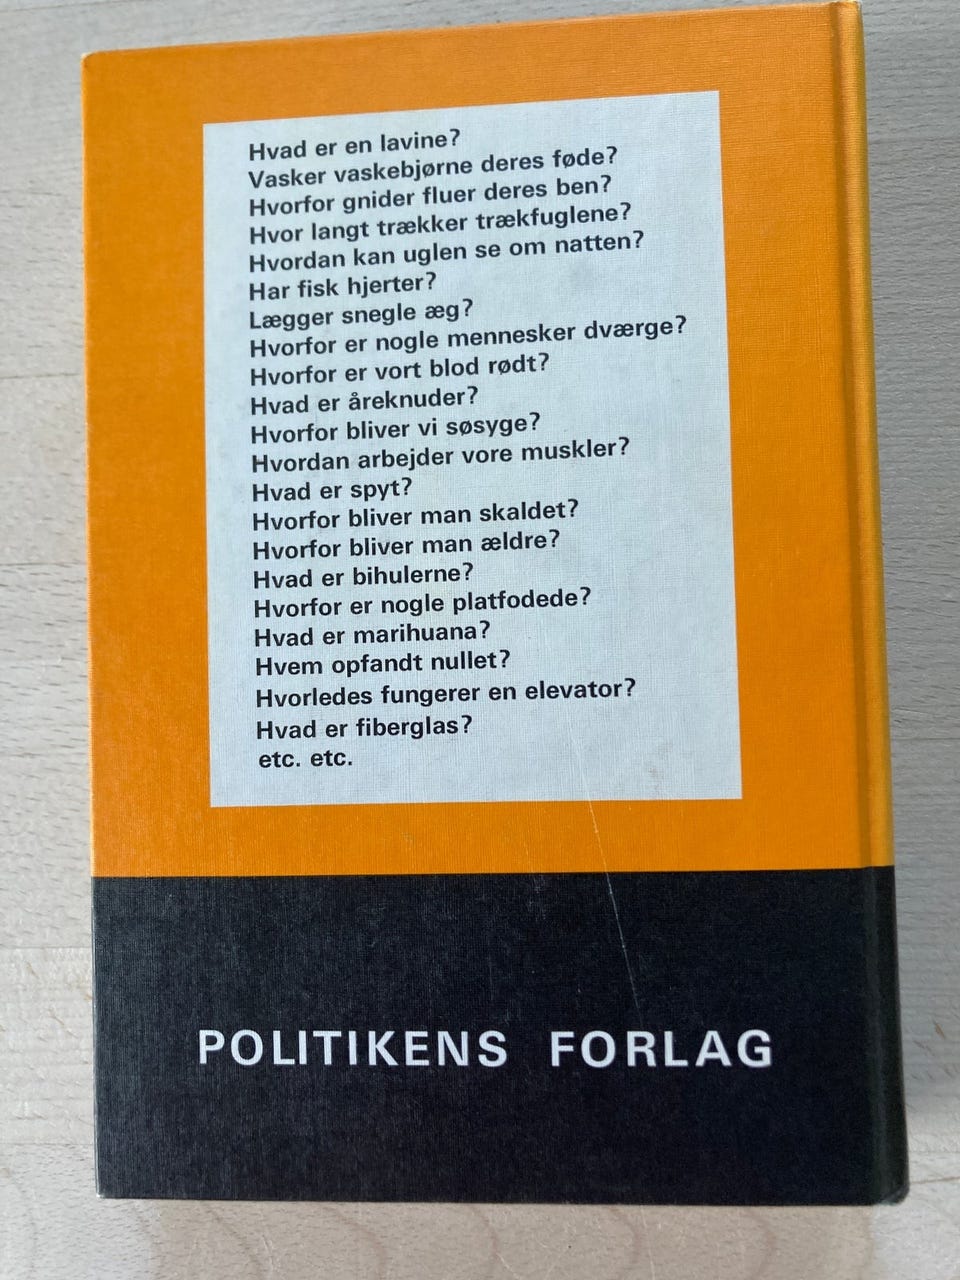 Hvad er en lavine?
Vasker vaskebjørne deres føde?
Hvorfor gnider fluer deres ben?
Hvor langt trækker trækfuglene?
Hvordan kan uglen se om natten?
Har fisk hjerter?
Lægger snegle æg?
Hvorfor er nogle mennesker dværge?
Hvorfor er vort blod rødt?
Hvad er åreknuder?
Hvorfor bliver vi søsyge?
Hvordan arbejder vore muskler?
Hvad er spyt?
Hvorfor bliver man skaldet?
Hvorfor bliver man ældre?
Hvad er bihulerne?
Hvorfor er nogle platfodede?
Hvad er marihuana?
Hvem opfandt nullet?
Hvorledes fungerer en elevator?
Hvad er fiberglas?
etc. etc.
POLITIKENS FORLAG